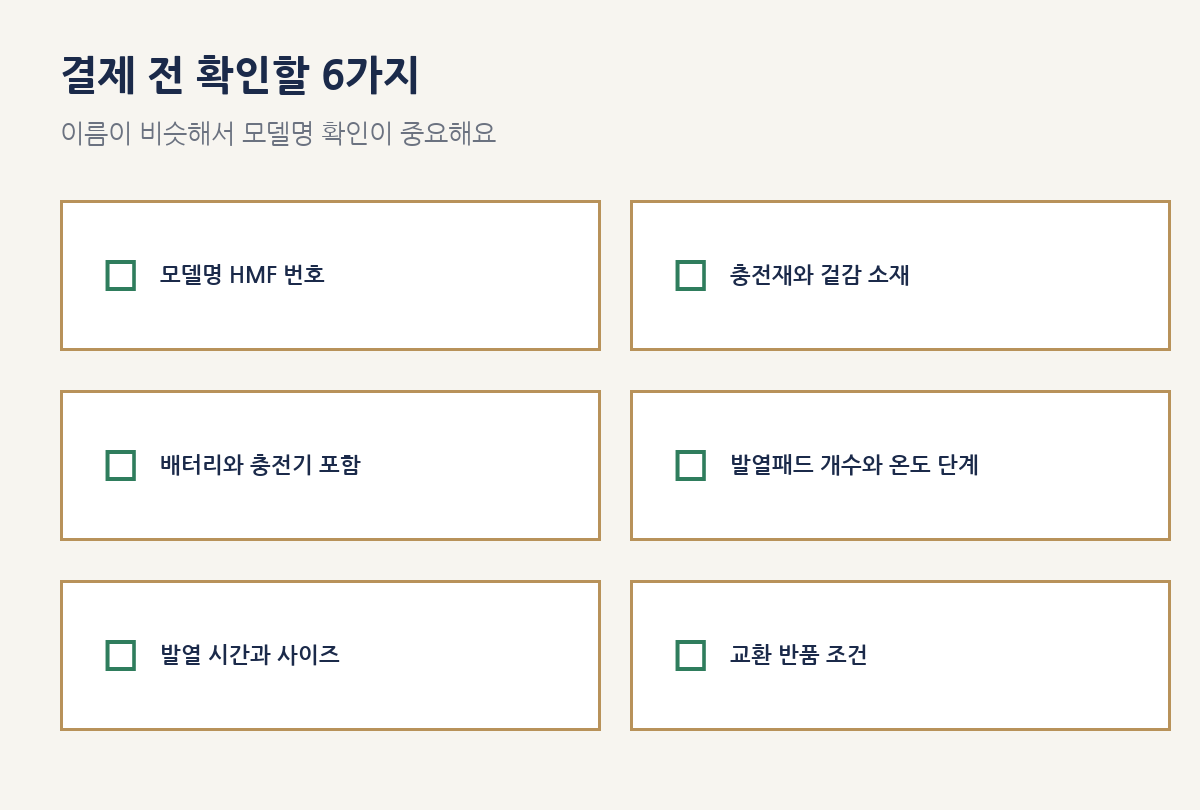 결제 전 확인할 6가지
이름이 비슷해서 모델명 확인이 중요해요
모델명 HMF 번호
충전재와 겉감 소재
배터리와 충전기 포함
발열패드 개수와 온도 단계
발열 시간과 사이즈
교환 반품 조건